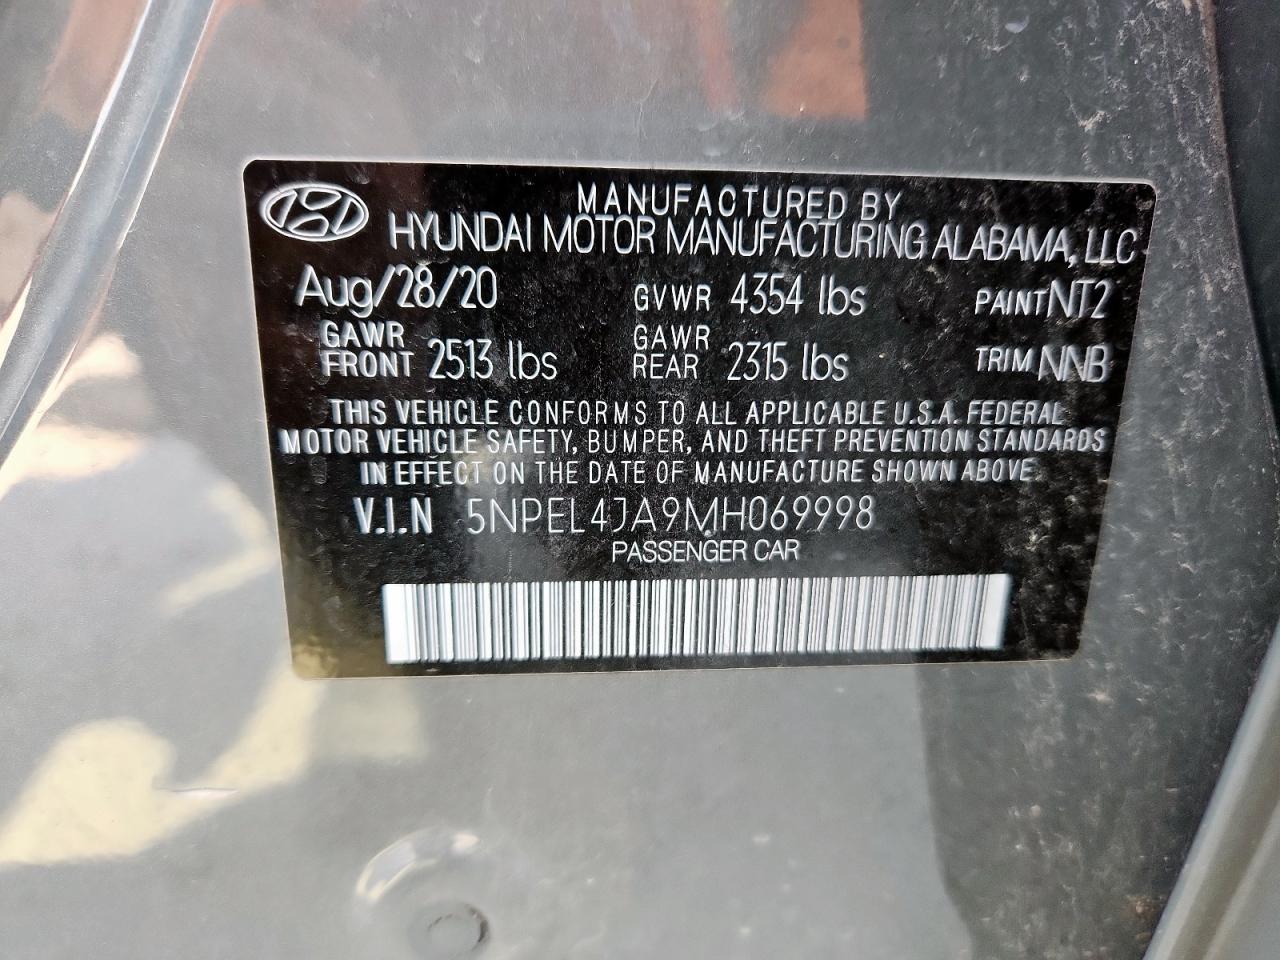 MANUFACTURED BY
HYUNDAI MOTOR MANUFACTURING ALABAMA, LLC
Aug/28/20 GVWR 4354 lbs PAINT NT2
GAWR FRONT 2513 lbs GAWR REAR 2315 lbs TRIM NNB
THIS VEHICLE CONFORMS TO ALL APPLICABLE U.S.A. FEDERAL
MOTOR VEHICLE SAFETY, BUMPER, AND THEFT PREVENTION STANDARDS
IN EFFECT ON THE DATE OF MANUFACTURE SHOWN ABOVE
V.I.N 5NPEL4JA9MH069998
PASSENGER CAR